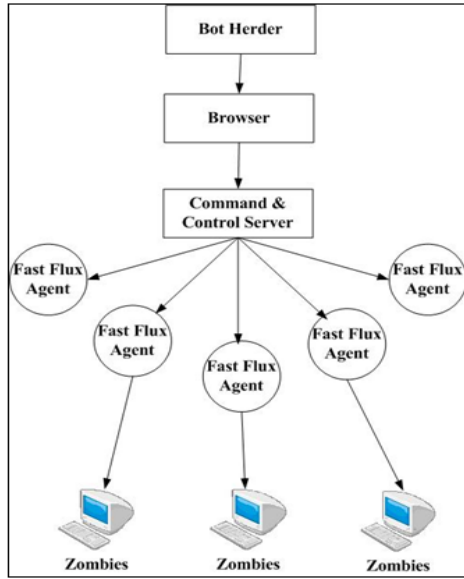 Bot Herder
Browser
Command &
Control Server
Fast Flux
Agent
Fast Flux
Agent
Fast Flux
Agent
Fast Flux
Agent
Fast Flux
Agent
Zombies
Zombies
Zombies